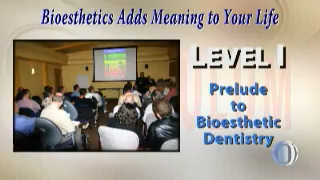 Bioesthetics Adds Meaning to Your Life
LEVEL I
Prelude
to
Bioesthetic
Dentistry